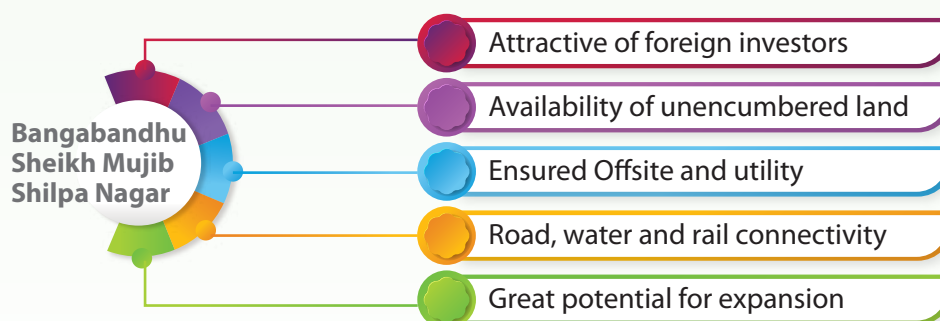 Bangabandhu
Sheikh Mujib
Shilpa Nagar
Attractive of foreign investors
Availability of unencumbered land
Ensured Offsite and utility
Road, water and rail connectivity
Great potential for expansion